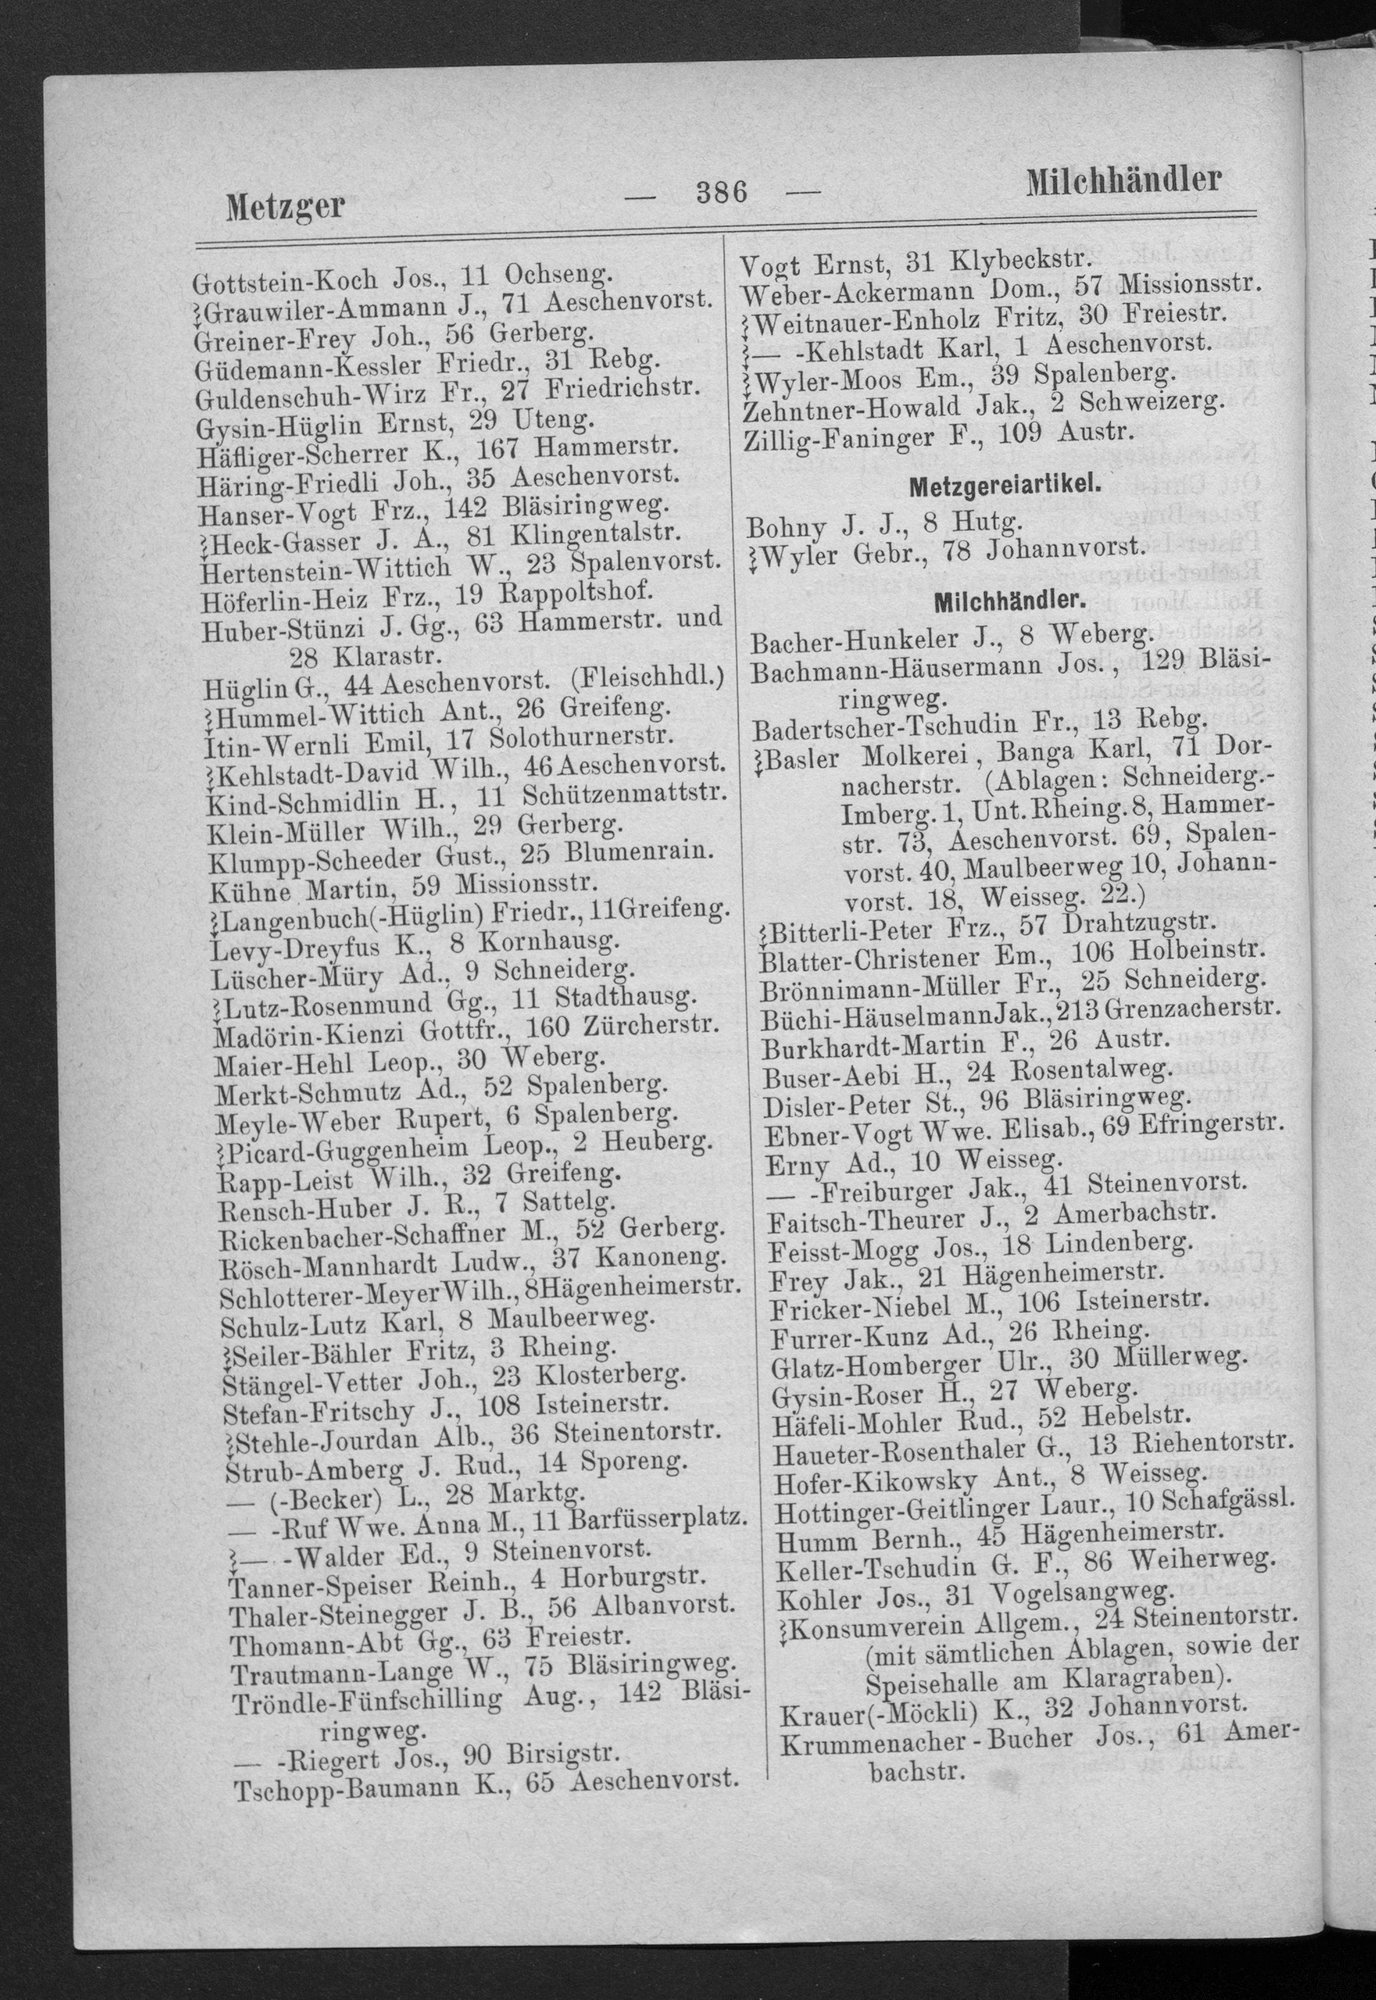 Metzger
— 386 —
Milchhändler
Gottstein-Koch Jos., 11 Ochseng.
⸾Grauwiler-Ammann J., 71 Aeschenvorst.
Greiner-Frey Joh., 56 Gerberg.
Güdemann-Kessler Friedr., 31 Rebg.
Guldenschuh-Wirz Fr., 27 Friedrichstr.
Gysin-Hüglin Ernst, 29 Uteng.
Häfliger-Scherrer K., 167 Hammerstr.
Häring-Friedli Joh., 35 Aeschenvorst.
Hanser-Vogt Frz., 142 Bläsiringweg.
⸾Heck-Gasser J. A., 81 Klingentalstr.
Hertenstein-Wittich W., 23 Spalenvorst.
Höferlin-Heiz Frz., 19 Rappoltshof.
Huber-Stünzi J. Gg., 63 Hammerstr. und
28 Klarastr.
Hüglin G., 44 Aeschenvorst. (Fleischhdl.)
⸾Hummel-Wittich Ant., 26 Greifeng.
Itin-Wernli Emil, 17 Solothurnerstr.
⸾Kehlstadt-David Wilh., 46 Aeschenvorst.
Kind-Schmidlin H., 11 Schützenmattstr.
Klein-Müller Wilh., 29 Gerberg.
Klumpp-Scheeder Gust., 25 Blumenrain.
Kühne Martin, 59 Missionsstr.
⸾Langenbuch(-Hüglin) Friedr., 11 Greifeng.
Levy-Dreyfus K., 8 Kornhausg.
Lüscher-Müry Ad., 9 Schneiderg.
⸾Lutz-Rosenmund Gg., 11 Stadthausg.
Madörin-Kienzi Gottfr., 160 Zürcherstr.
Maier-Hehl Leop., 30 Weberg.
Merkt-Schmutz Ad., 52 Spalenberg.
Meyle-Weber Rupert, 6 Spalenberg.
⸾Picard-Guggenheim Leop., 2 Heuberg.
Rapp-Leist Wilh., 32 Greifeng.
Rensch-Huber J. R., 7 Sattelg.
Rickenbacher-Schaffner M., 52 Gerberg.
Rösch-Mannhardt Ludw., 37 Kanoneng.
Schlotterer-Meyer Wilh., 8 Hägenheimerstr.
Schulz-Lutz Karl, 8 Maulbeerweg.
⸾Seiler-Bähler Fritz, 3 Rheing.
Stängel-Vetter Joh., 23 Klosterberg.
Stefan-Fritschy J., 108 Isteinerstr.
⸾Stehle-Jourdan Alb., 36 Steinentorstr.
Strub-Amberg J. Rud., 14 Sporeng.
— (-Becker) L., 28 Marktg.
— -Ruf Wwe. Anna M., 11 Barfüsserplatz.
⸾— -Walder Ed., 9 Steinenvorst.
Tanner-Speiser Reinh., 4 Horburgstr.
Thaler-Steinegger J. B., 56 Albanvorst.
Thomann-Abt Gg., 63 Freiestr.
Trautmann-Lange W., 75 Bläsiringweg.
Tröndle-Fünfschilling Aug., 142 Bläsi-
ringweg.
— -Riegert Jos., 90 Birsigstr.
Tschopp-Baumann K., 65 Aeschenvorst.
Vogt Ernst, 31 Klybeckstr.
Weber-Ackermann Dom., 57 Missionsstr.
⸾Weitnauer-Enholz Fritz, 30 Freiestr.
⸾— -Kehlstadt Karl, 1 Aeschenvorst.
⸾Wyler-Moos Em., 39 Spalenberg.
Zehntner-Howald Jak., 2 Schweizerg.
Zillig-Faninger F., 109 Austr.
Metzgereiartikel.
Bohny J. J., 8 Hutg.
⸾Wyler Gebr., 78 Johannvorst.
Milchhändler.
Bacher-Hunkeler J., 8 Weberg.
Bachmann-Häusermann Jos., 129 Bläsi-
ringweg.
Badertscher-Tschudin Fr., 13 Rebg.
⸾Basler Molkerei, Banga Karl, 71 Dor-
nacherstr. (Ablagen: Schneiderg.-
Imberg. 1, Unt. Rheing. 8, Hammer-
str. 73, Aeschenvorst. 69, Spalen-
vorst. 40, Maulbeerweg 10, Johann-
vorst. 18, Weisseg. 22.)
⸾Bitterli-Peter Frz., 57 Drahtzugstr.
Blatter-Christener Em., 106 Holbeinstr.
Brönnimann-Müller Fr., 25 Schneiderg.
Büchi-Häuselmann Jak., 213 Grenzacherstr.
Burkhardt-Martin F., 26 Austr.
Buser-Aebi H., 24 Rosentalweg.
Disler-Peter St., 96 Bläsiringweg.
Ebner-Vogt Wwe. Elisab., 69 Efringerstr.
Erny Ad., 10 Weisseg.
— -Freiburger Jak., 41 Steinenvorst.
Faitsch-Theurer J., 2 Amerbachstr.
Feisst-Mogg Jos., 18 Lindenberg.
Frey Jak., 21 Hägenheimerstr.
Fricker-Niebel M., 106 Isteinerstr.
Furrer-Kunz Ad., 26 Rheing.
Glatz-Homberger Ulr., 30 Müllerweg.
Gysin-Roser H., 27 Weberg.
Häfeli-Mohler Rud., 52 Hebelstr.
Haueter-Rosenthaler G., 13 Riehentorstr.
Hofer-Kikowsky Ant., 8 Weisseg.
Hottinger-Geitlinger Laur., 10 Schafgässl.
Humm Bernh., 45 Hägenheimerstr.
Keller-Tschudin G. F., 86 Weiherweg.
Kohler Jos., 31 Vogelsangweg.
⸾Konsumverein Allgem., 24 Steinentorstr.
(mit sämtlichen Ablagen, sowie der
Speisehalle am Klaragraben).
Krauer(-Möckli) K., 32 Johannvorst.
Krummenacher-Bucher Jos., 61 Amer-
bachstr.